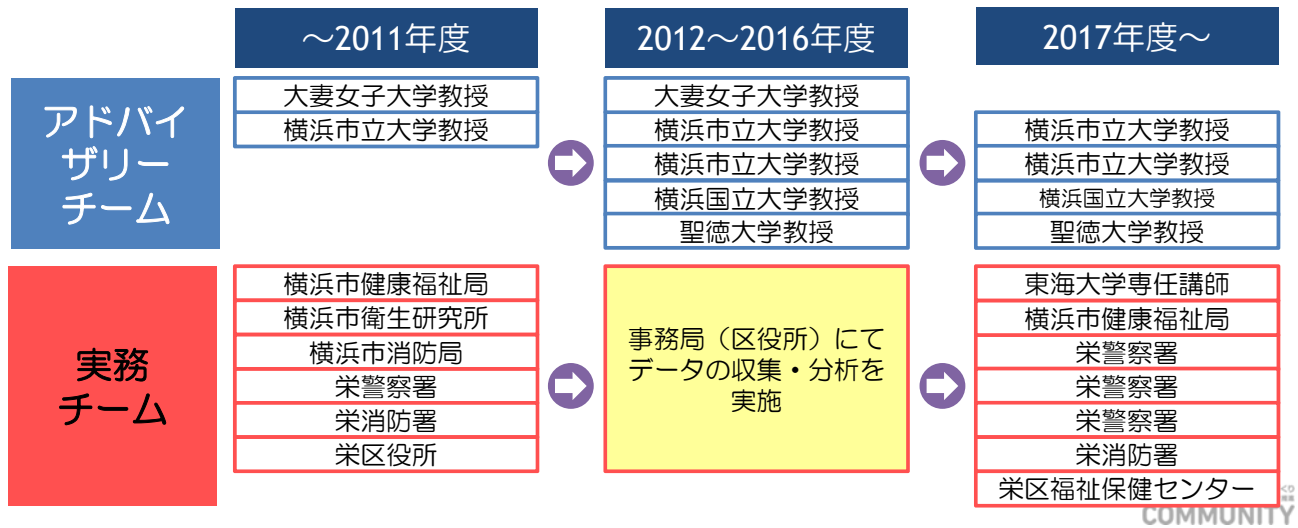 ～2011年度
2012～2016年度
2017年度～
アドバイ
ザリー
チーム
大妻女子大学教授
横浜市立大学教授
大妻女子大学教授
横浜市立大学教授
横浜市立大学教授
横浜国立大学教授
聖徳大学教授
横浜市立大学教授
横浜市立大学教授
横浜国立大学教授
聖徳大学教授
実務
チーム
横浜市健康福祉局
横浜市衛生研究所
横浜市消防局
栄警察署
栄消防署
栄区役所
事務局（区役所）にて
データの収集・分析を
実施
東海大学専任講師
横浜市健康福祉局
栄警察署
栄警察署
栄警察署
栄消防署
栄区福祉保健センター
COMMUNITY